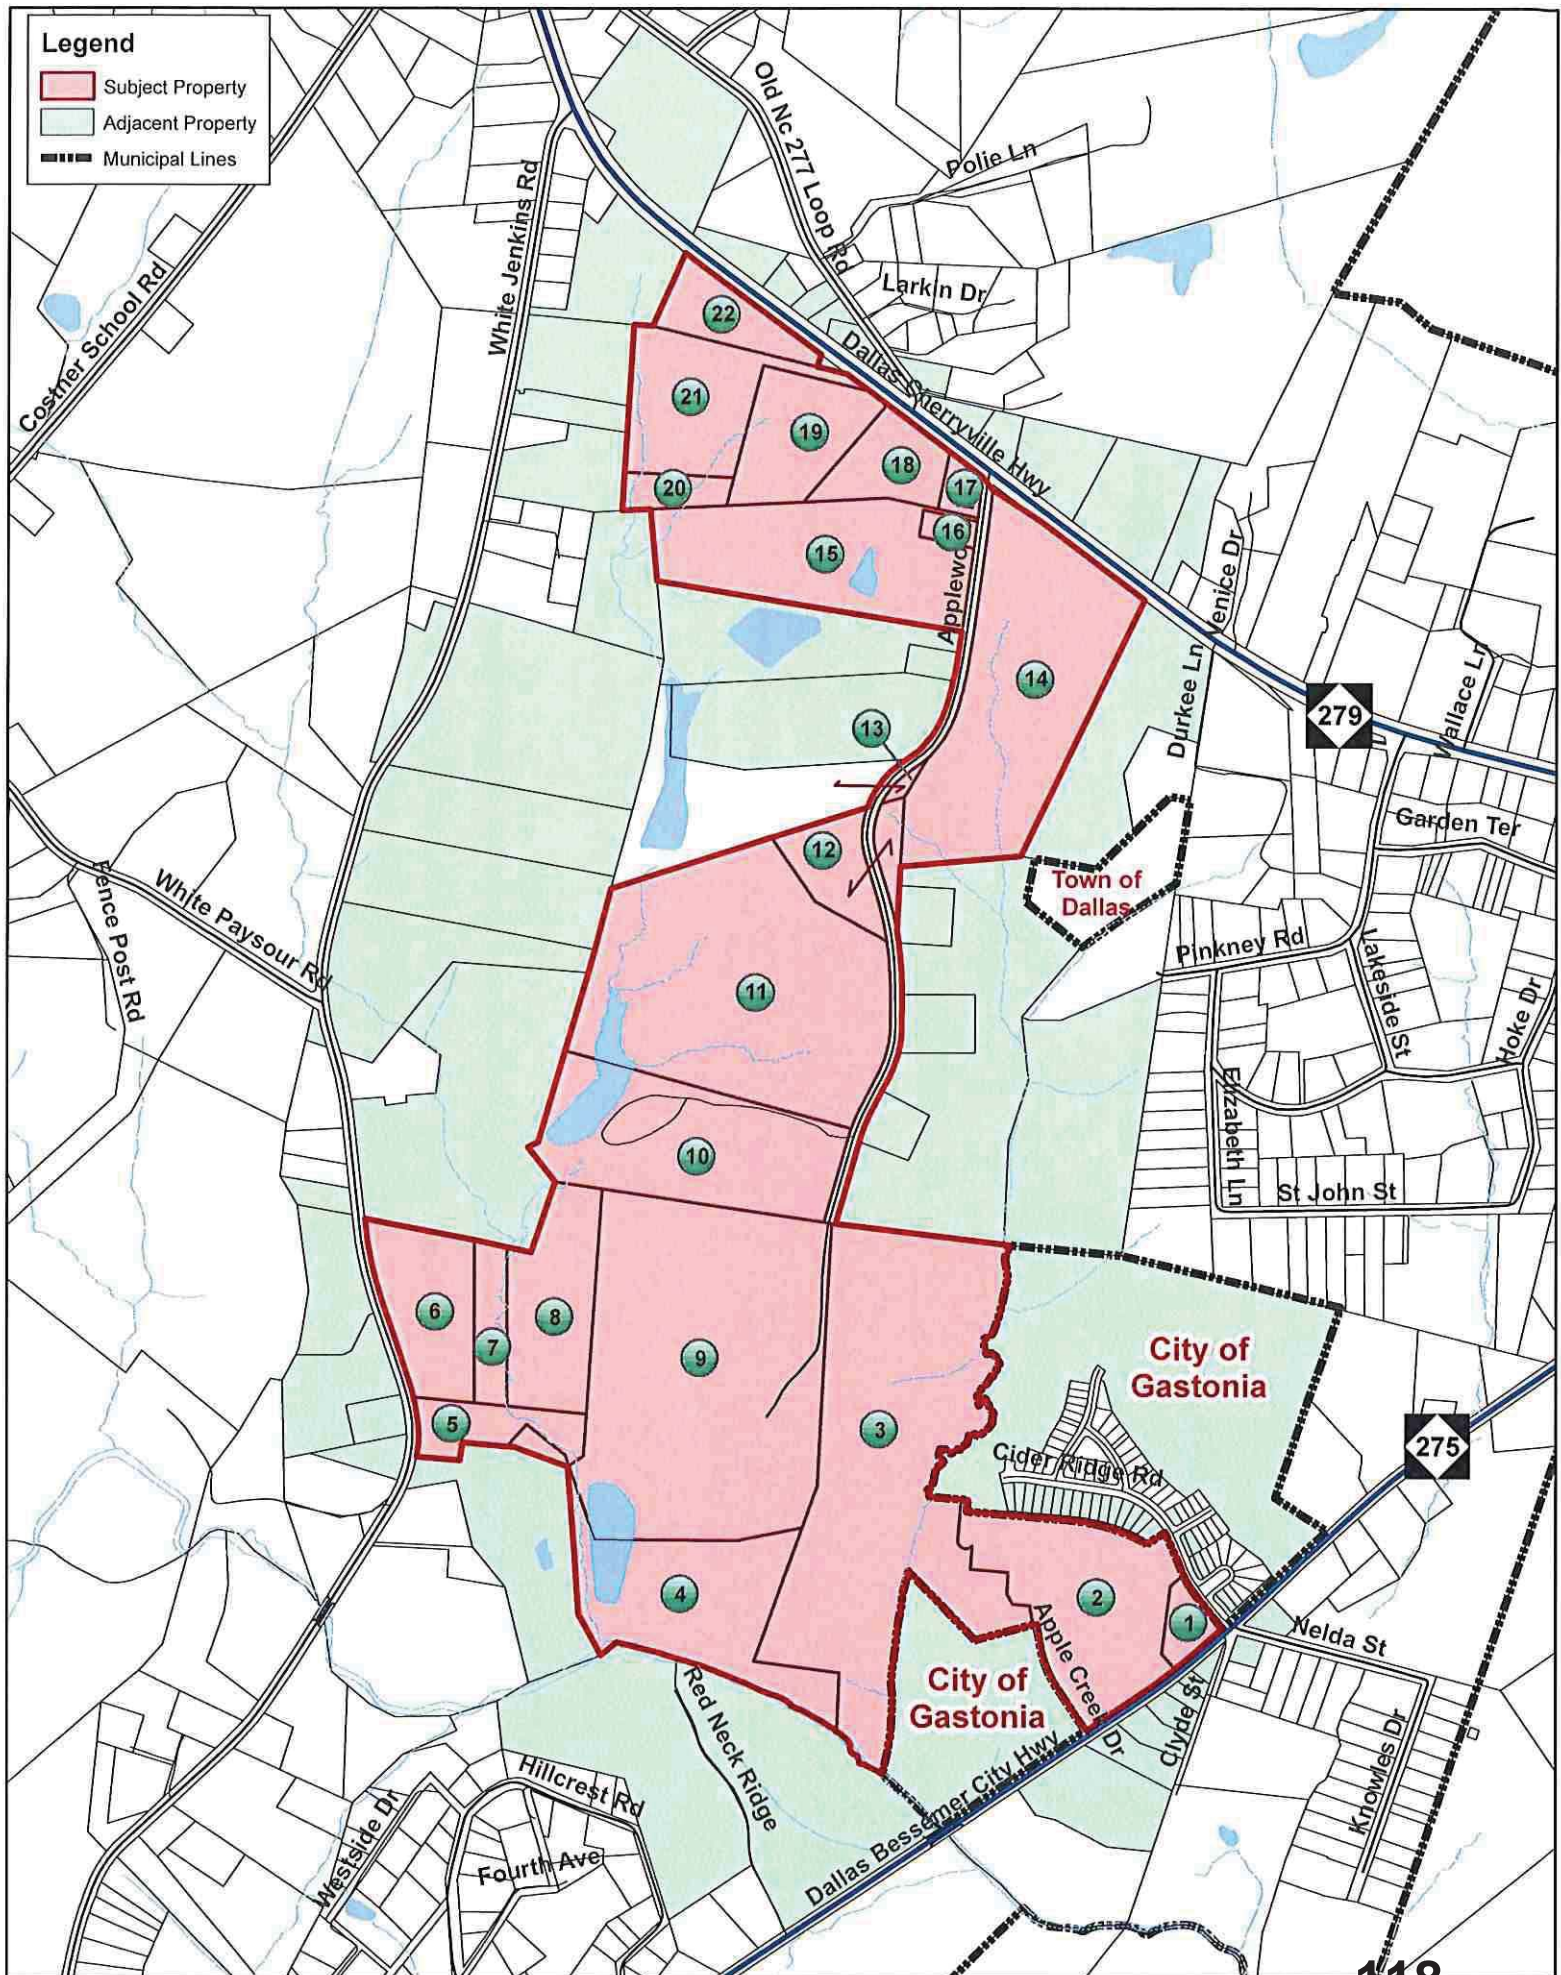 Legend
Subject Property
Adjacent Property
Municipal Lines
Old Nc 277 Loop Rd
Polie Ln
White Jenkins Rd
Larkin Dr
Costner School Rd
22
Dallas Cherryville Hwy
21
19
18
17
20
16
15
Applewo
Venice Dr
14
Durkee Ln
279
Wallace Ln
13
Garden Ter
12
Town of
Dallas
Fence Post Rd
White Paysour Rd
Pinkney Rd
Lakeside St
11
Hoke Dr
Elizabeth Ln
10
St John St
6
8
7
9
City of
Gastonia
5
3
Cider Ridge Rd
275
4
2
1
Apple Creek Dr
Nelda St
City of
Gastonia
Clyde St
Red Neck Ridge
Knowles Dr
Hillcrest Rd
Westside Dr
Fourth Ave
Dallas Bessemer City Hwy
118